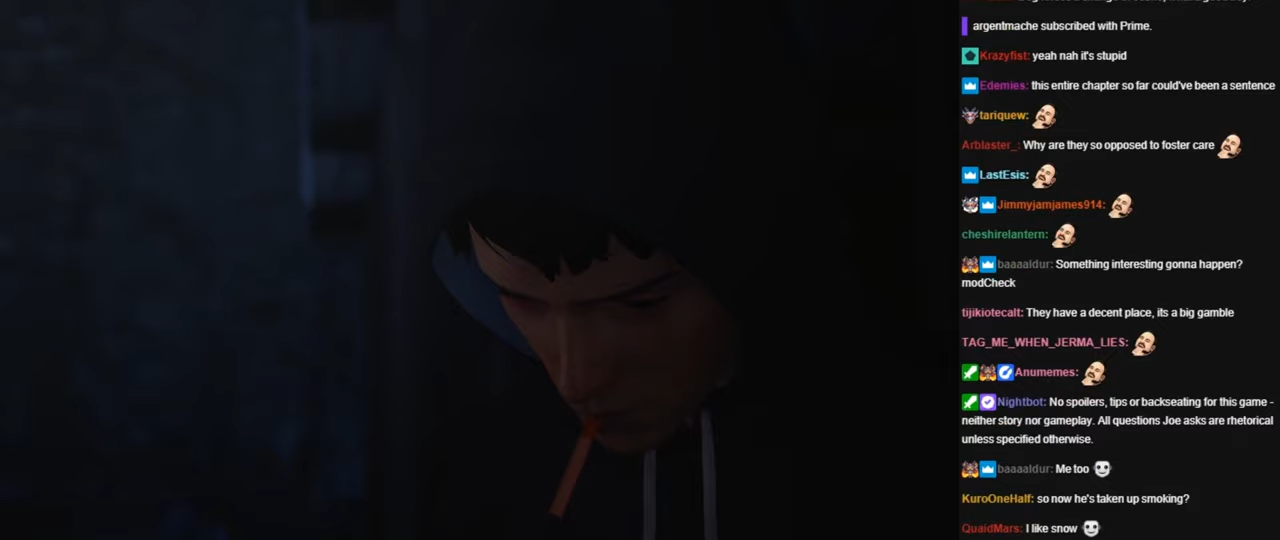 argentmache subscribed with Prime.
Krazyfist: yeah nah it's stupid
Edemies: this entire chapter so far could've been a sentence
tariquew:
Arblaster_: Why are they so opposed to foster care
LastEsis:
Jimmyjamjames914:
cheshirelantern:
baaaaldur: Something interesting gonna happen?
modCheck
tijikiotecalt: They have a decent place, its a big gamble
TAG_ME_WHEN_JERMA_LIES:
Anumemes:
Nightbot: No spoilers, tips or backseating for this game -
neither story nor gameplay. All questions Joe asks are rhetorical
unless specified otherwise.
baaaaldur: Me too
KuroOneHalf: so now he's taken up smoking?
QuaidMars: I like snow